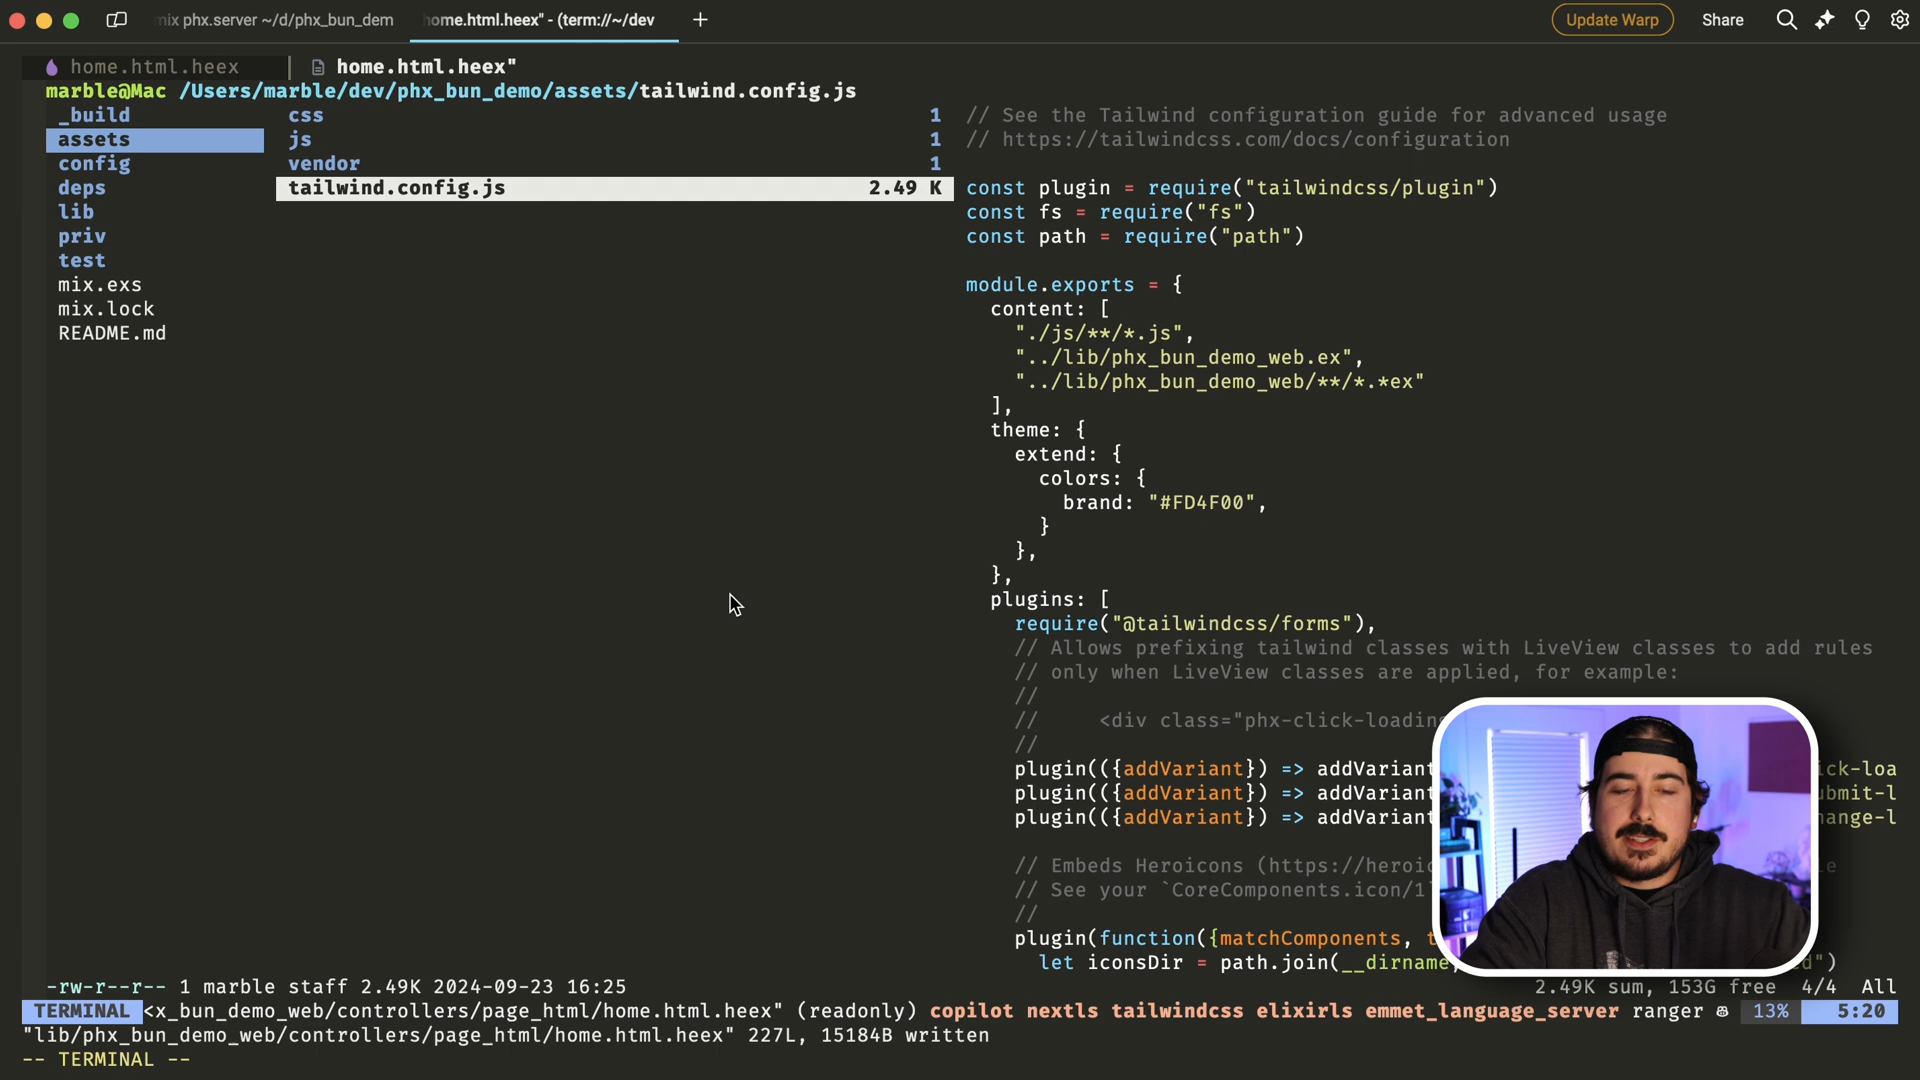 mix phx.server ~/d/phx_bun_dem
home.html.heex" - (term://~/dev
+
Update Warp
Share
home.html.heex
home.html.heex"
marble@Mac /Users/marble/dev/phx_bun_demo/assets/tailwind.config.js
_build
assets
config
deps
lib
priv
test
mix.exs
mix.lock
README.md
css 1
js 1
vendor 1
tailwind.config.js 2.49 K
// See the Tailwind configuration guide for advanced usage
// https://tailwindcss.com/docs/configuration
const plugin = require("tailwindcss/plugin")
const fs = require("fs")
const path = require("path")
module.exports = {
content: [
"./js/**/*.js",
"../lib/phx_bun_demo_web.ex",
"../lib/phx_bun_demo_web/**/*.*ex"
],
theme: {
extend: {
colors: {
brand: "#FD4F00",
}
},
},
plugins: [
require("@tailwindcss/forms"),
// Allows prefixing tailwind classes with LiveView classes to add rules
// only when LiveView classes are applied, for example:
//
// <div class="phx-click-loading
//
plugin(({addVariant}) => addVariant ick-loa
plugin(({addVariant}) => addVariant ubmit-l
plugin(({addVariant}) => addVariant hange-l
// Embeds Heroicons (https://heroic
// See your `CoreComponents.icon/1
//
plugin(function({matchComponents, t
let iconsDir = path.join(__dirname d")
-rw-r--r-- 1 marble staff 2.49K 2024-09-23 16:25
2.49K sum, 153G free 4/4 All
TERMINAL <x_bun_demo_web/controllers/page_html/home.html.heex" (readonly) copilot nextls tailwindcss elixirls emmet_language_server ranger 13% 5:20
"lib/phx_bun_demo_web/controllers/page_html/home.html.heex" 227L, 15184B written
-- TERMINAL --